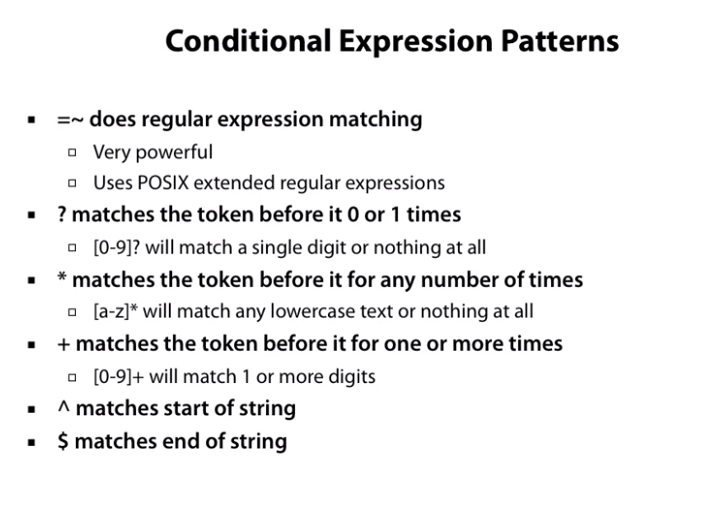 Conditional Expression Patterns
▪ =~ does regular expression matching
▫ Very powerful
▫ Uses POSIX extended regular expressions
▪ ? matches the token before it 0 or 1 times
▫ [0-9]? will match a single digit or nothing at all
▪ * matches the token before it for any number of times
▫ [a-z]* will match any lowercase text or nothing at all
▪ + matches the token before it for one or more times
▫ [0-9]+ will match 1 or more digits
▪ ^ matches start of string
▪ $ matches end of string